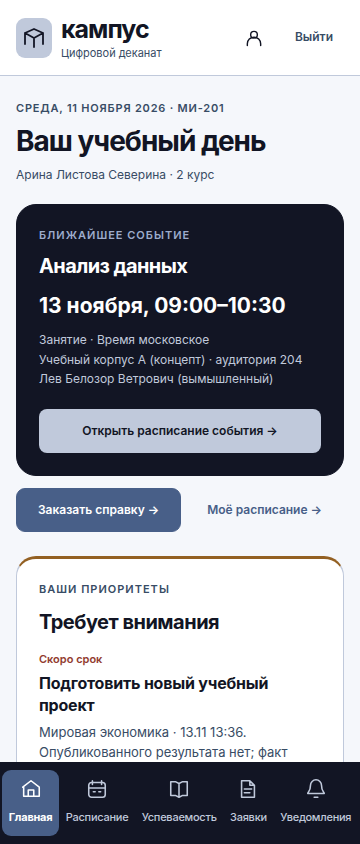 кампус
Цифровой деканат
Выйти
СРЕДА, 11 НОЯБРЯ 2026 · МИ-201
Ваш учебный день
Арина Листова Северина · 2 курс
БЛИЖАЙШЕЕ СОБЫТИЕ
Анализ данных
13 ноября, 09:00–10:30
Занятие · Время московское
Учебный корпус А (концепт) · аудитория 204
Лев Белозор Ветрович (вымышленный)
Открыть расписание события →
Заказать справку →
Моё расписание →
ВАШИ ПРИОРИТЕТЫ
Требует внимания
Скоро срок
Подготовить новый учебный
проект
Мировая экономика · 13.11 13:36.
Опубликованного результата нет; факт
Главная
Расписание
Успеваемость
Заявки
Уведомления